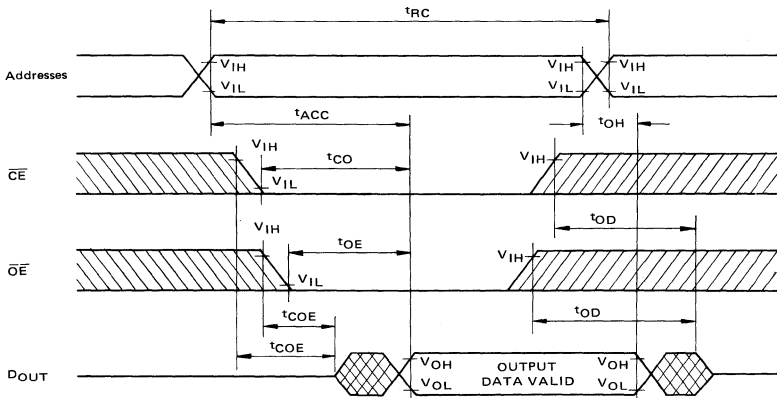 tRC
Addresses
VIH
VIL
VIH
VIL
VIH
VIL
tACC
tOH
CE
VIH
tCO
VIL
VIH
tOD
OE
VIH
tOE
VIL
VIH
tOD
tCOE
tCOE
DOUT
VOH
VOL
OUTPUT
DATA VALID
VOH
VOL